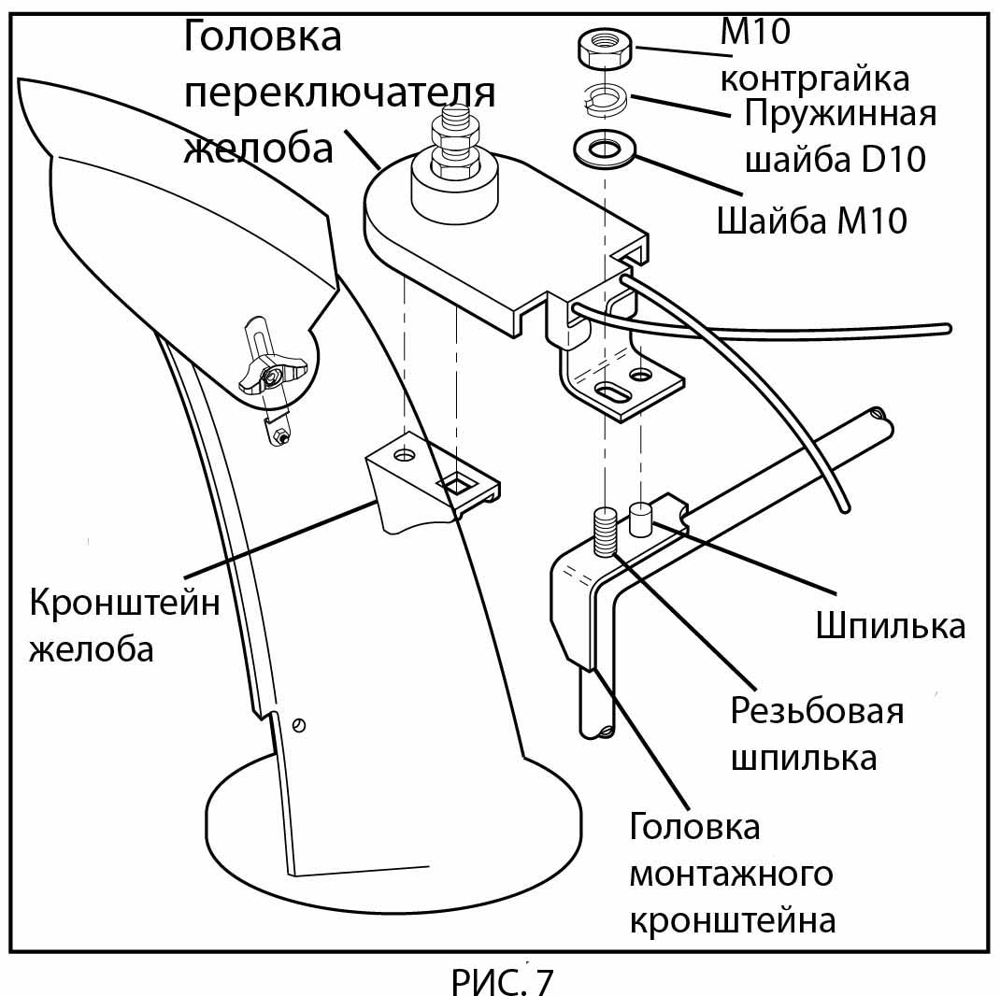 Головка
переключателя
желоба
М10
контргайка
Пружинная
шайба D10
Шайба М10
Кронштейн
желоба
Шпилька
Резьбовая
шпилька
Головка
монтажного
кронштейна
РИС. 7